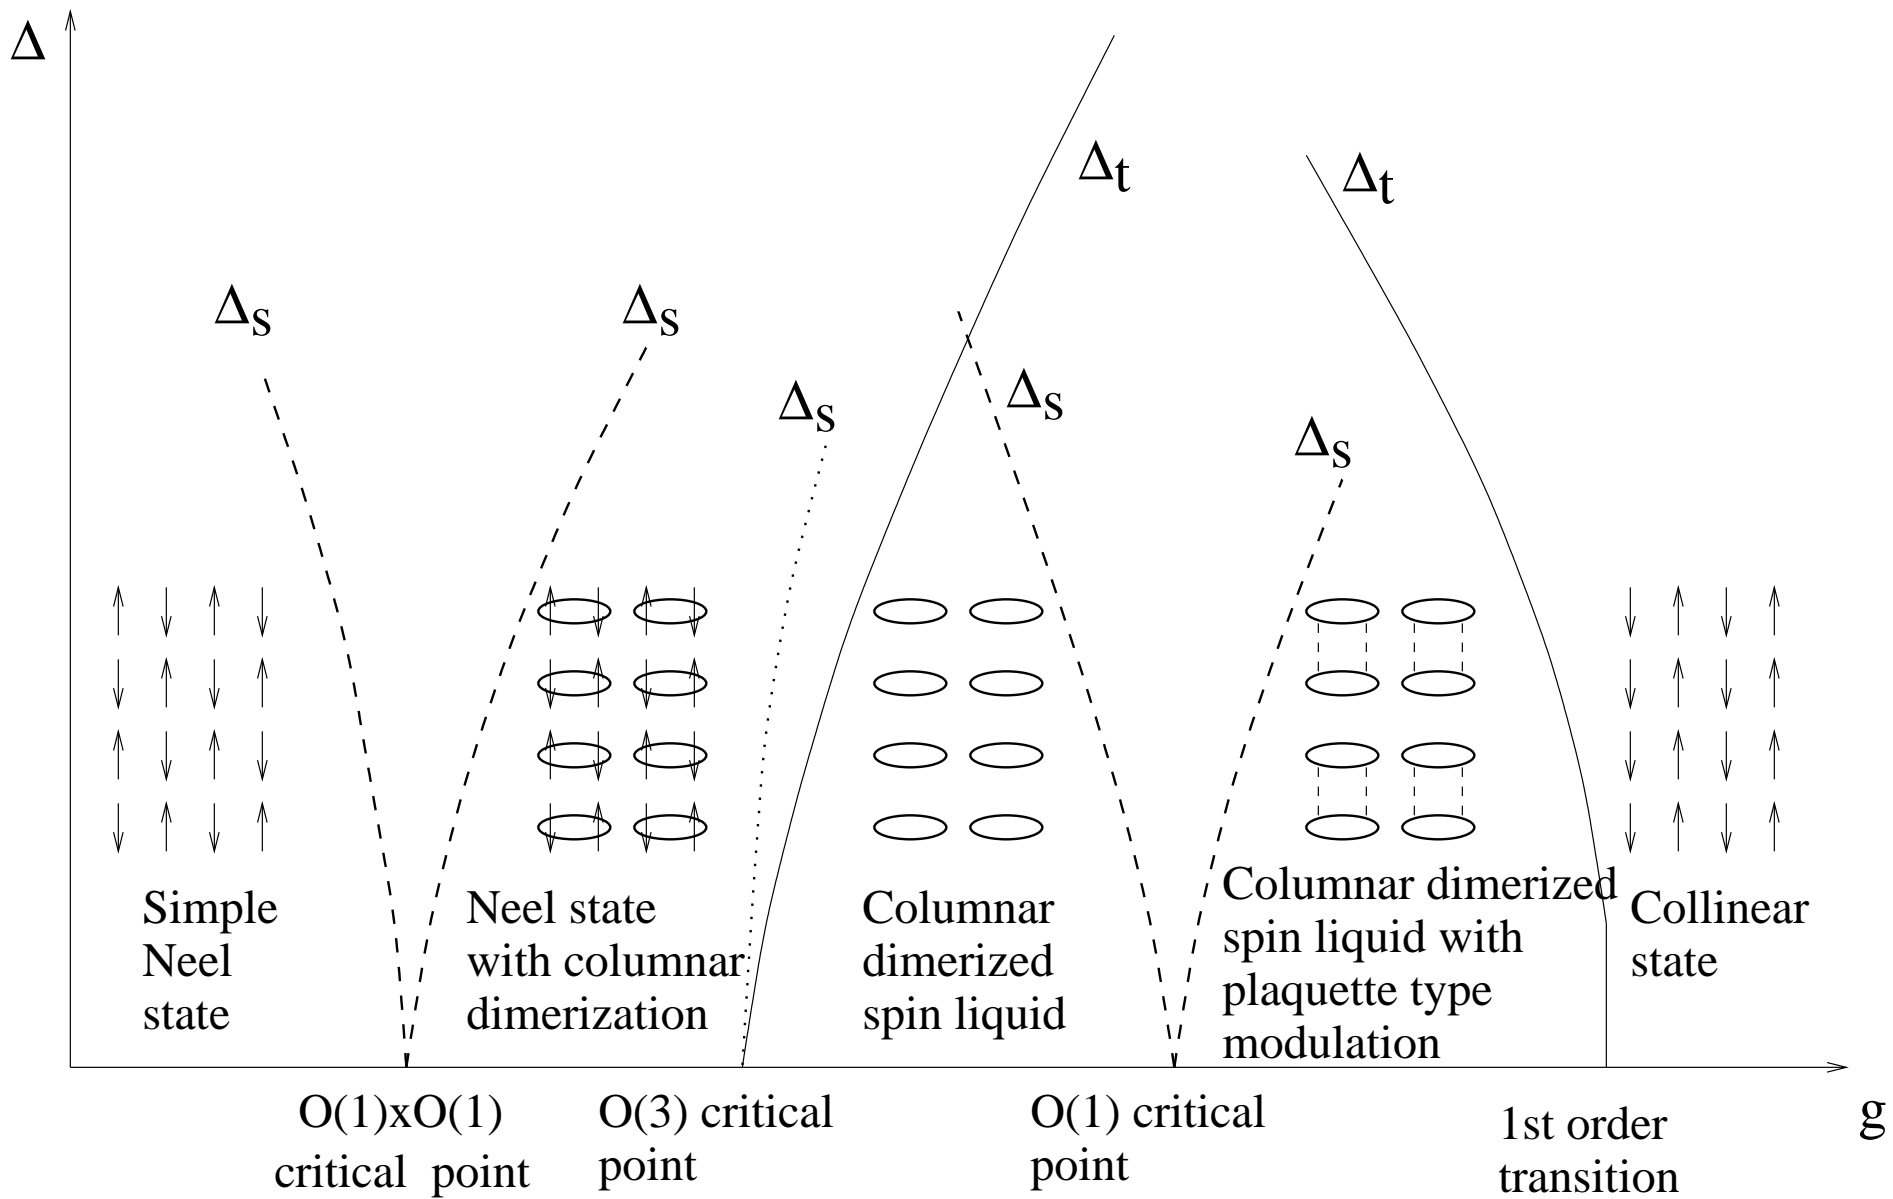 Δ
Δt
Δt
Δs
Δs
Δs
Δs
Δs
Simple
Neel
state
Neel state
with columnar
dimerization
Columnar
dimerized
spin liquid
Columnar dimerized
spin liquid with
plaquette type
modulation
Collinear
state
O(1)xO(1)
critical point
O(3) critical
point
O(1) critical
point
1st order
transition
g